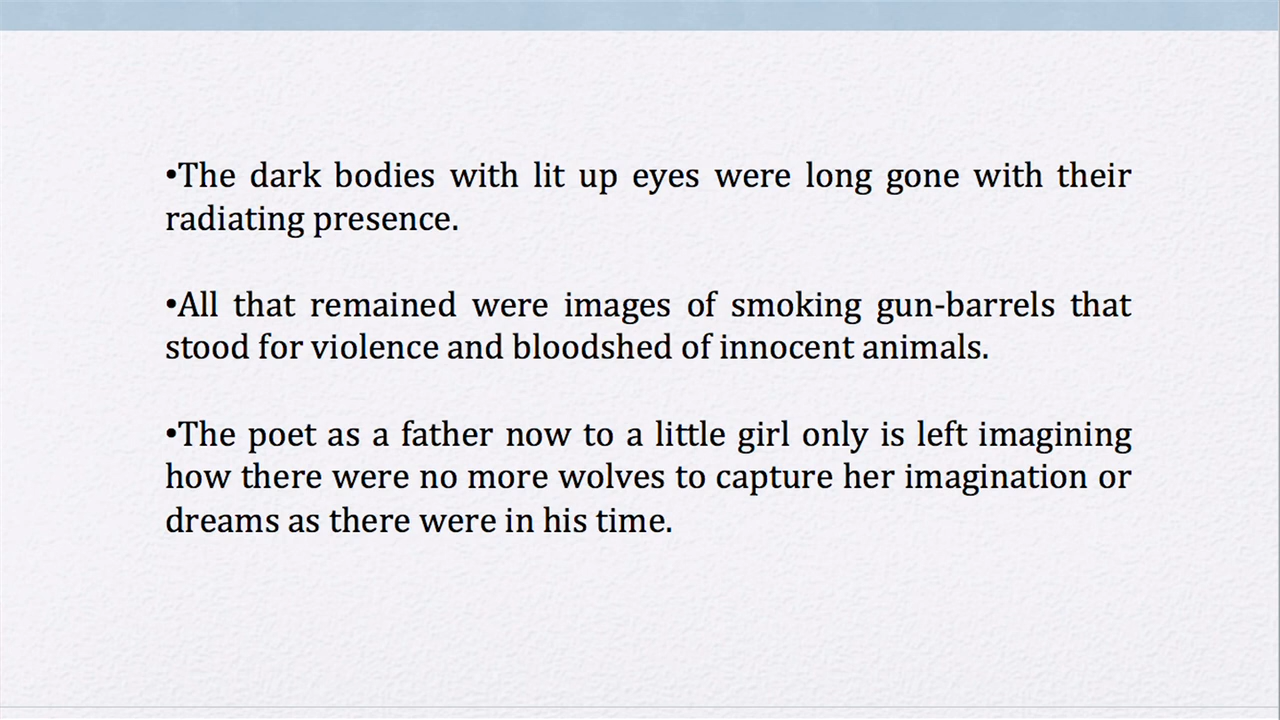 •The dark bodies with lit up eyes were long gone with their
radiating presence.
•All that remained were images of smoking gun-barrels that
stood for violence and bloodshed of innocent animals.
•The poet as a father now to a little girl only is left imagining
how there were no more wolves to capture her imagination or
dreams as there were in his time.